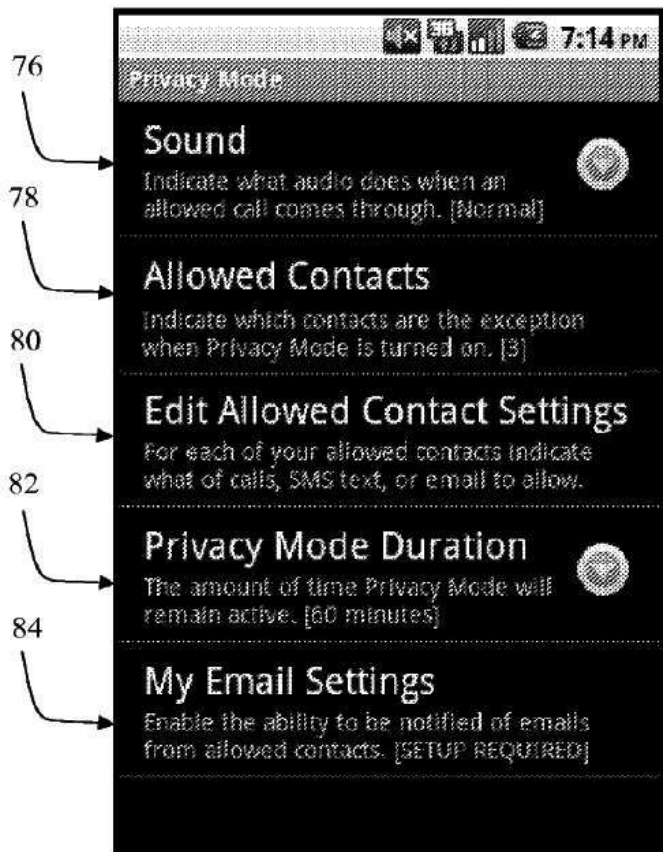 7:14 PM
Privacy Mode
76
Sound
Indicate what audio does when an
allowed call comes through. [Normal]
78
Allowed Contacts
Indicate which contacts are the exception
when Privacy Mode is turned on. [3]
80
Edit Allowed Contact Settings
For each of your allowed contacts indicate
what of calls, SMS text, or email to allow.
82
Privacy Mode Duration
The amount of time Privacy Mode will
remain active. [60 minutes]
84
My Email Settings
Enable the ability to be notified of emails
from allowed contacts. [SETUP REQUIRED]